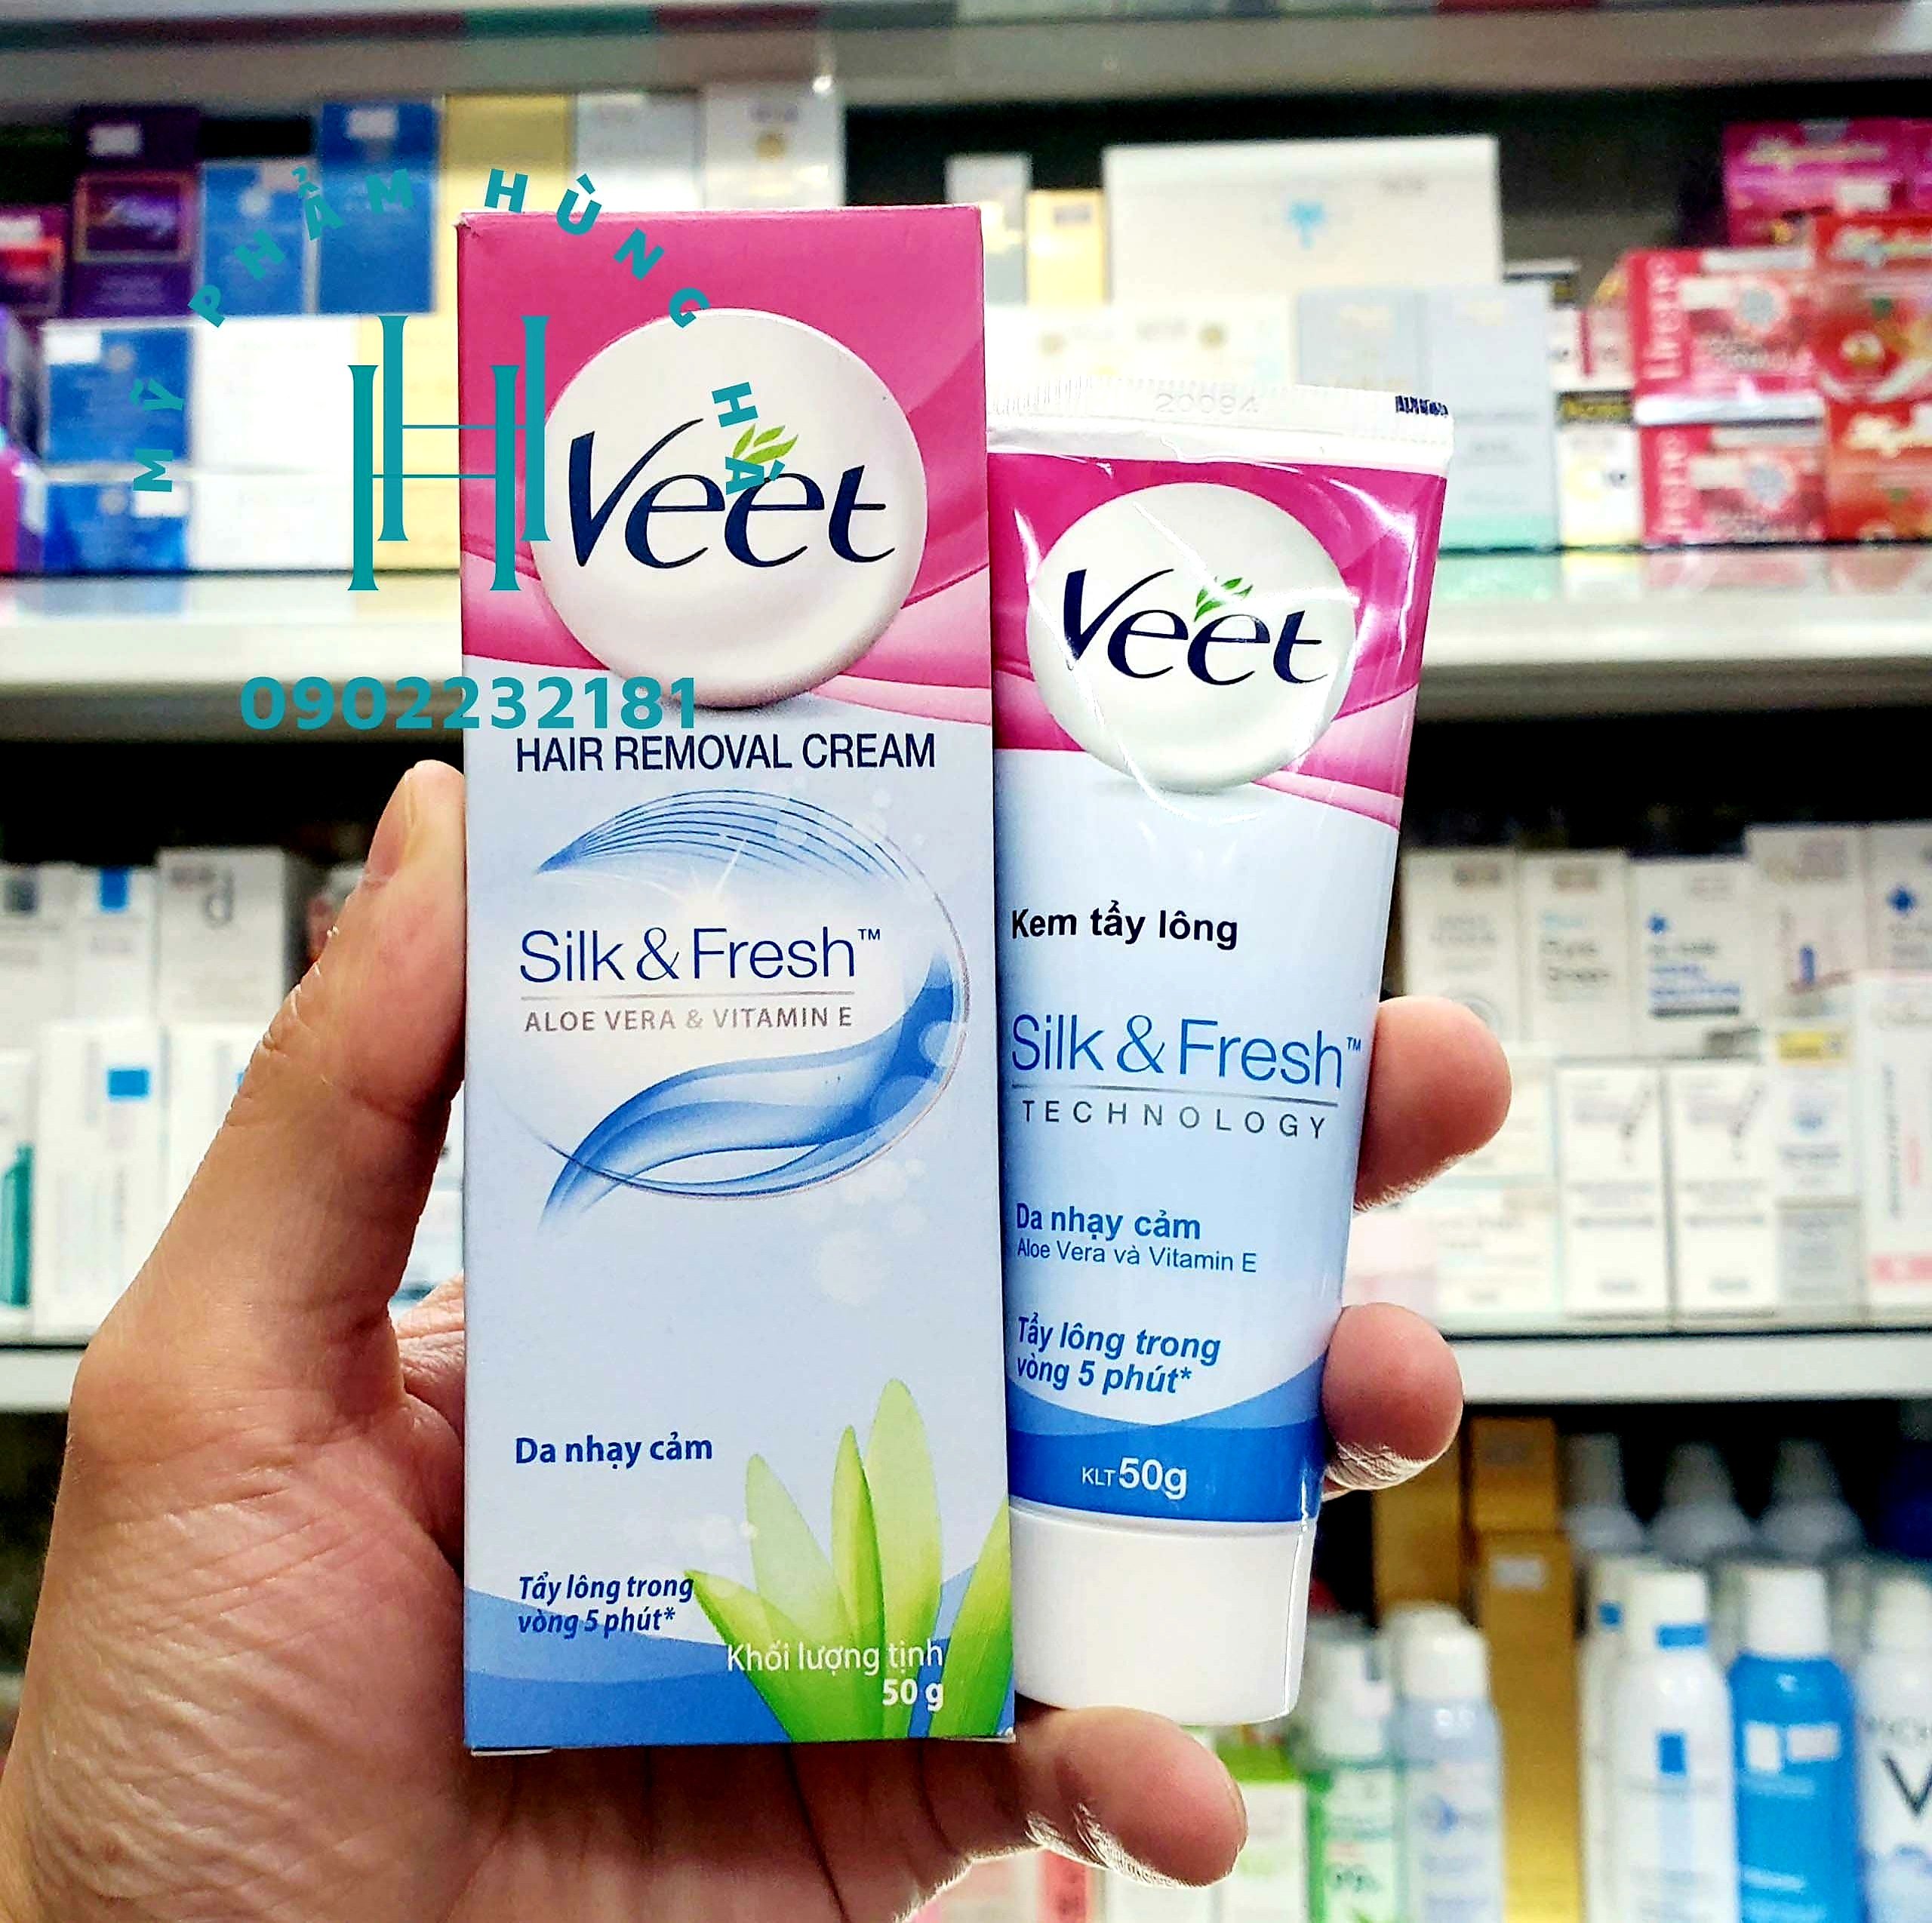 MỸ PHẨM HÙNG HÀ
HH
0902232181
Veet
HAIR REMOVAL CREAM
Silk & Fresh™
ALOE VERA & VITAMIN E
Da nhạy cảm
Tẩy lông trong
vòng 5 phút*
Khối lượng tịnh
50 g
20094
Veet
Kem tẩy lông
Silk & Fresh™
TECHNOLOGY
Da nhạy cảm
Aloe Vera và Vitamin E
Tẩy lông trong
vòng 5 phút*
KLT 50g